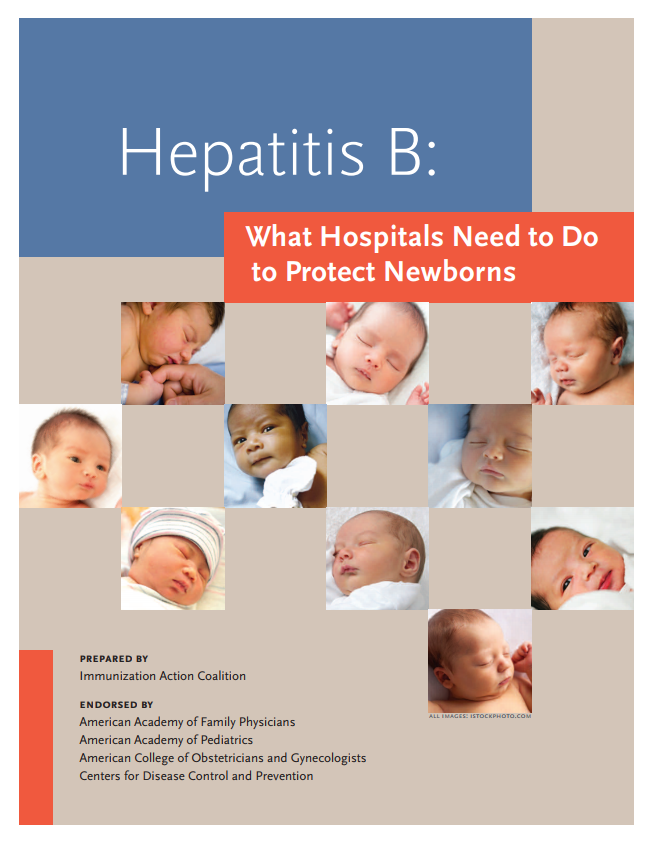 Hepatitis B:
What Hospitals Need to Do
to Protect Newborns
PREPARED BY
Immunization Action Coalition
ENDORSED BY
American Academy of Family Physicians
American Academy of Pediatrics
American College of Obstetricians and Gynecologists
Centers for Disease Control and Prevention
ALL IMAGES: ISTOCKPHOTO.COM